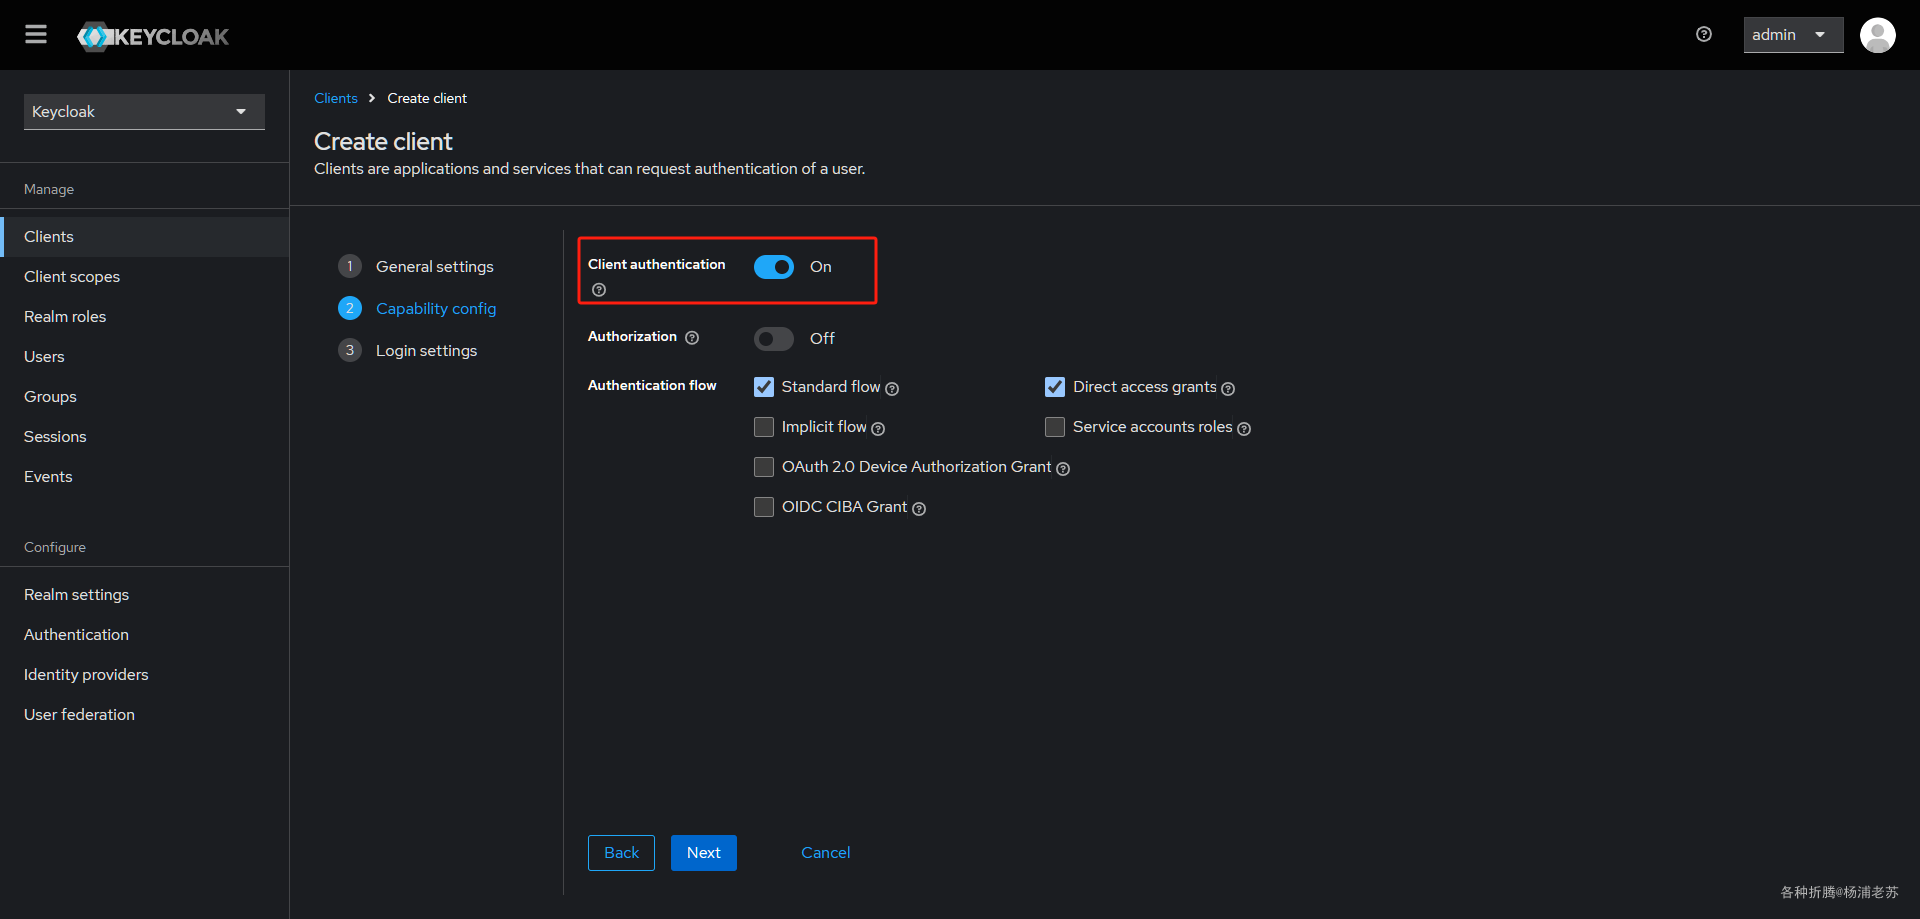 KEYCLOAK
admin
Keycloak
Manage
Clients
Client scopes
Realm roles
Users
Groups
Sessions
Events
Configure
Realm settings
Authentication
Identity providers
User federation
Clients > Create client
Create client
Clients are applications and services that can request authentication of a user.
1 General settings
2 Capability config
3 Login settings
Client authentication On
Authorization Off
Authentication flow
Standard flow Direct access grants
Implicit flow Service accounts roles
OAuth 2.0 Device Authorization Grant
OIDC CIBA Grant
Back Next Cancel
各种折腾@杨浦老苏